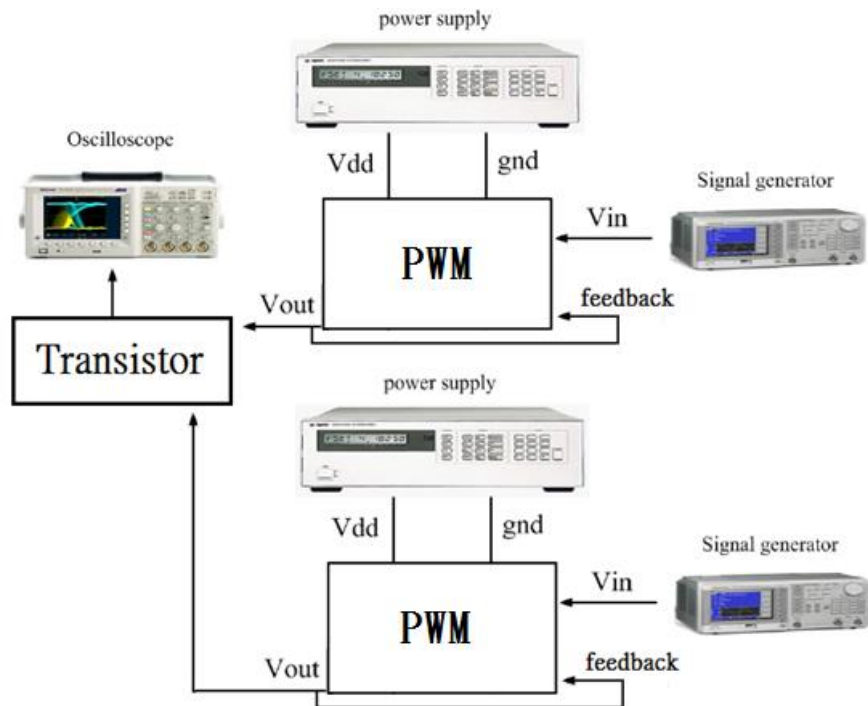 power supply
Oscilloscope
Vdd
gnd
Signal generator
PWM
Vin
feedback
Vout
Transistor
power supply
Vdd
gnd
Signal generator
PWM
Vin
feedback
Vout